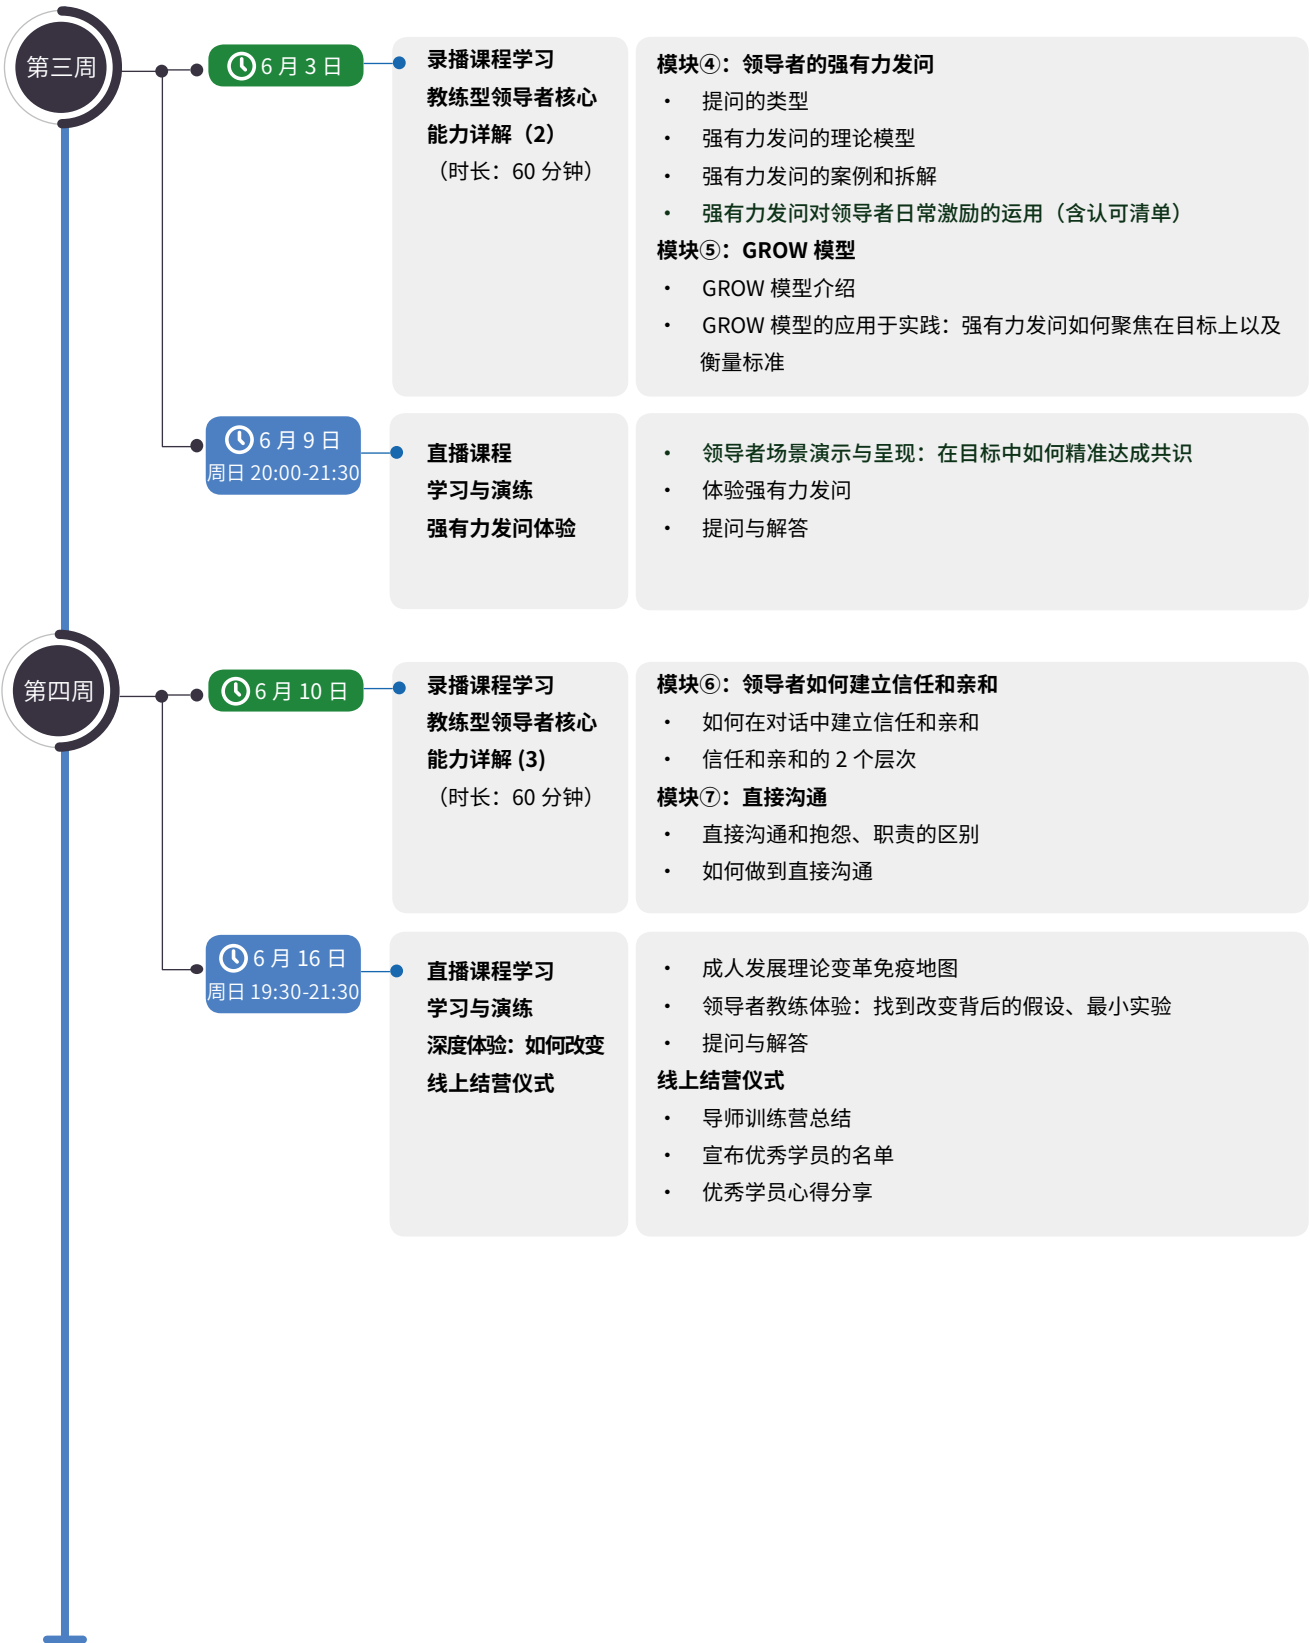 第三周
6 月 3 日
录播课程学习
教练型领导者核心
能力详解（2）
（时长：60 分钟）
模块④：领导者的强有力发问
· 提问的类型
· 强有力发问的理论模型
· 强有力发问的案例和拆解
· 强有力发问对领导者日常激励的运用（含认可清单）
模块⑤：GROW 模型
· GROW 模型介绍
· GROW 模型的应用于实践：强有力发问如何聚焦在目标上以及
衡量标准
6 月 9 日
周日 20:00-21:30
直播课程
学习与演练
强有力发问体验
· 领导者场景演示与呈现：在目标中如何精准达成共识
· 体验强有力发问
· 提问与解答
第四周
6 月 10 日
录播课程学习
教练型领导者核心
能力详解 (3)
（时长：60 分钟）
模块⑥：领导者如何建立信任和亲和
· 如何在对话中建立信任和亲和
· 信任和亲和的 2 个层次
模块⑦：直接沟通
· 直接沟通和抱怨、职责的区别
· 如何做到直接沟通
6 月 16 日
周日 19:30-21:30
直播课程学习
学习与演练
深度体验：如何改变
线上结营仪式
· 成人发展理论变革免疫地图
· 领导者教练体验：找到改变背后的假设、最小实验
· 提问与解答
线上结营仪式
· 导师训练营总结
· 宣布优秀学员的名单
· 优秀学员心得分享